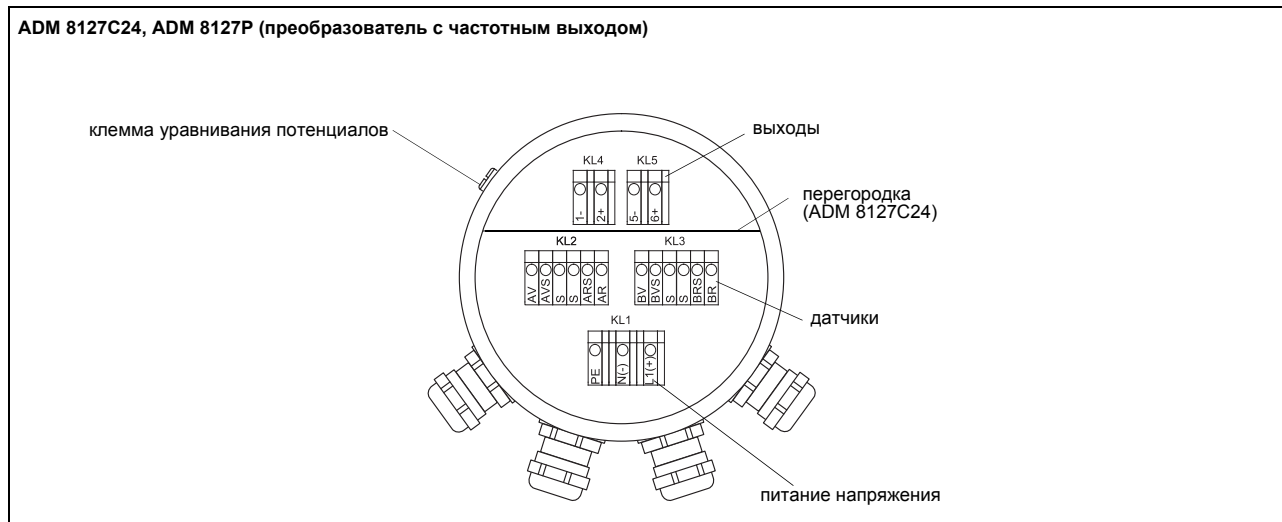 ADM 8127C24, ADM 8127P (преобразователь с частотным выходом)
клемма уравнивания потенциалов
выходы
KL4 KL5
1- 2+ 5- 6+
перегородка
(ADM 8127C24)
KL2 KL3
AV AVS S S ARS AR BV BVS S S BRS BR
датчики
KL1
PE N(-) L1(+)
питание напряжения